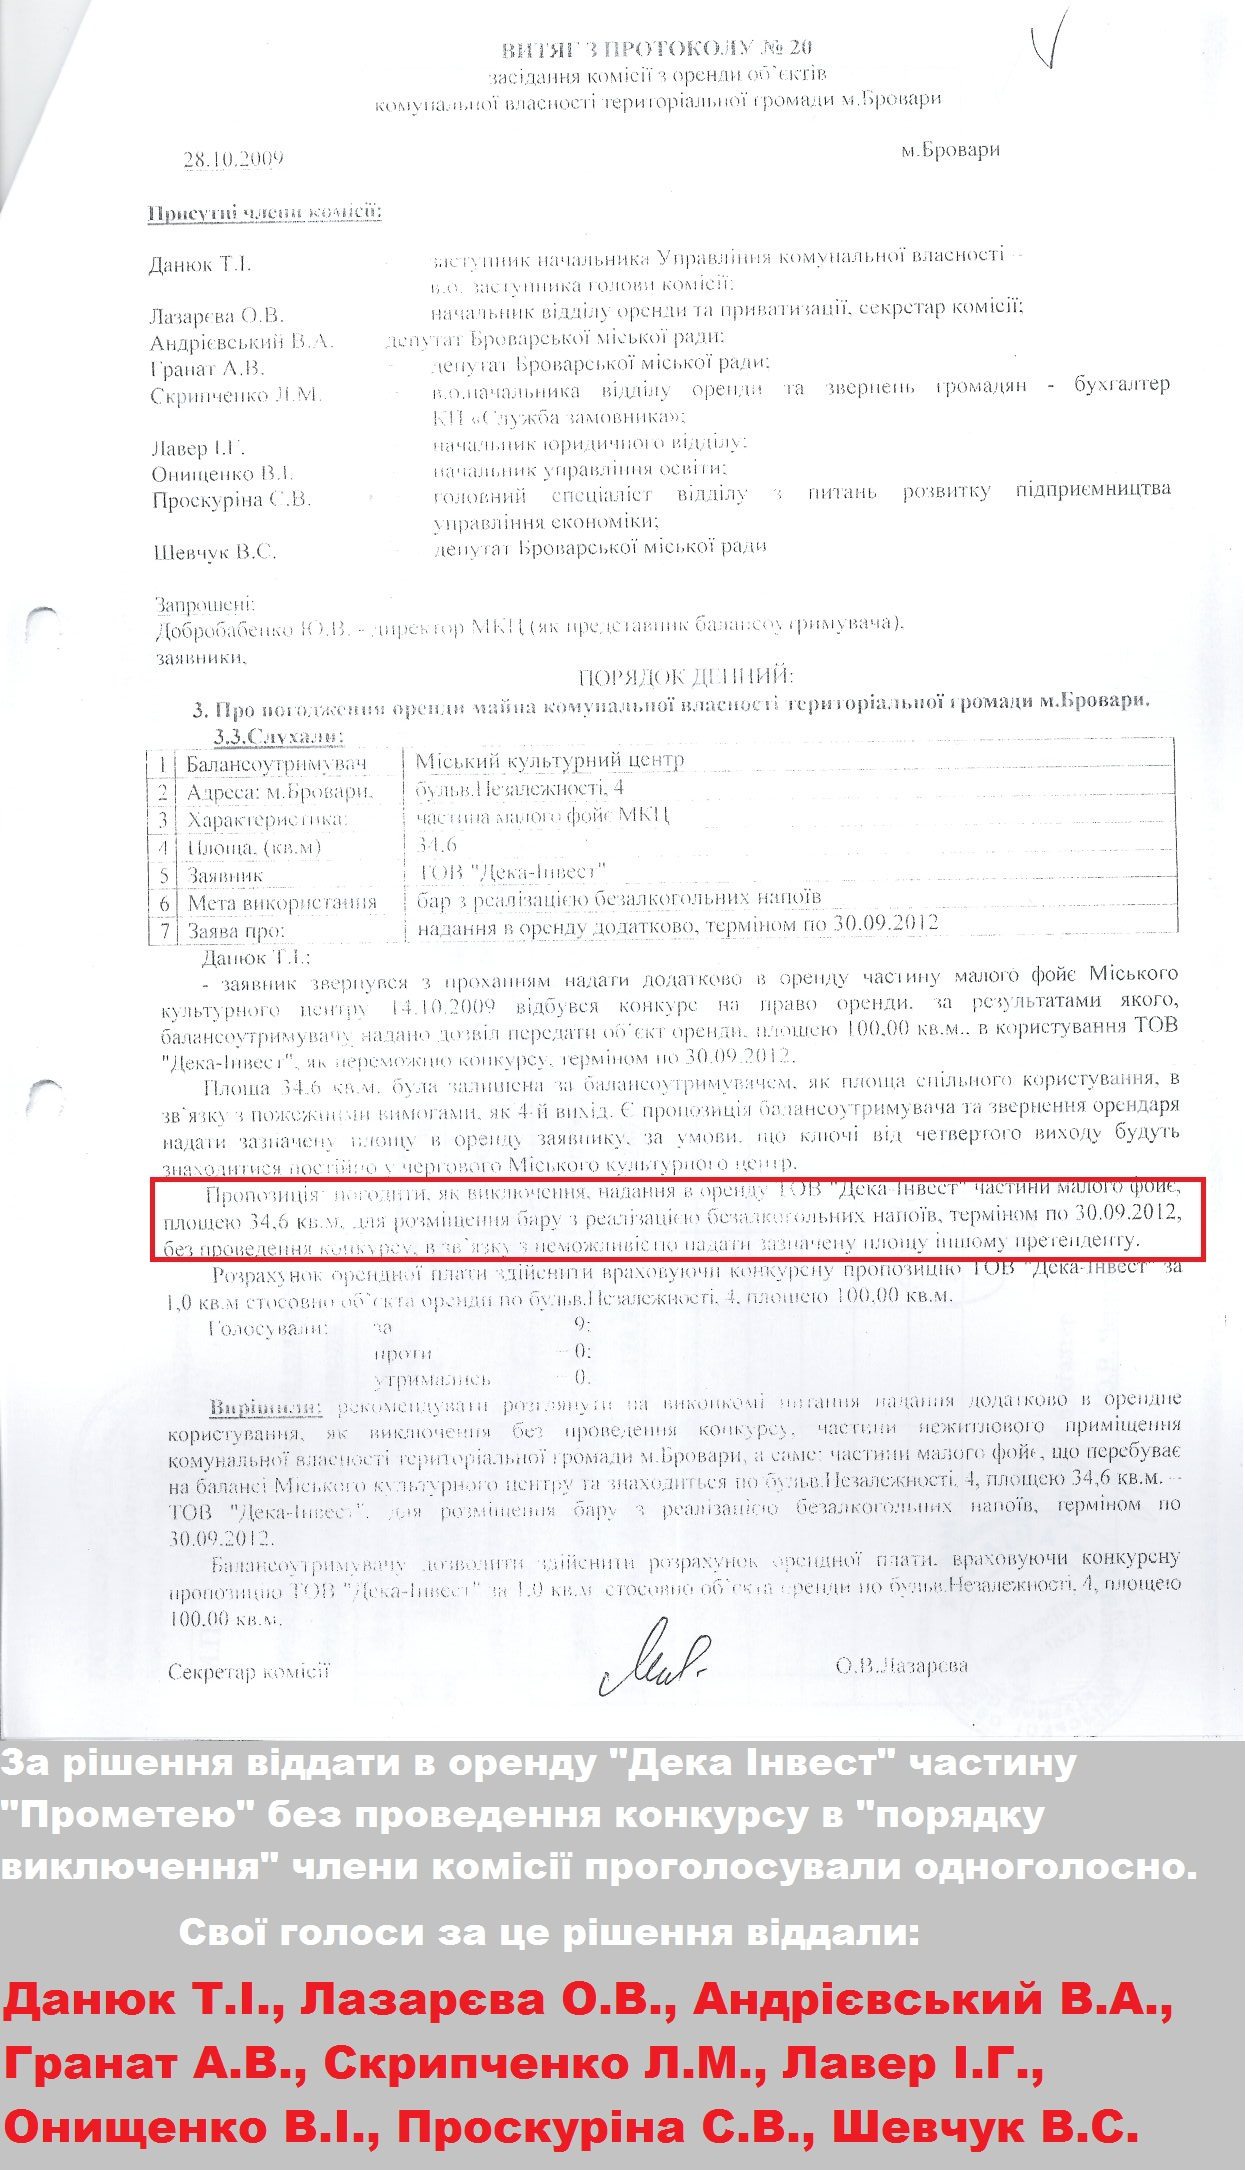 ВИТЯГ З ПРОТОКОЛУ № 20
засідання комісії з оренди об`єктів
комунальної власності територіальної громади м.Бровари
28.10.2009 м.Бровари
Присутні члени комісії:
Данюк Т.І. - заступник начальника Управління комунальної власності –
в.о. заступника голови комісії;
Лазарєва О.В. начальник відділу оренди та приватизації, секретар комісії;
Андрієвський В.А. депутат Броварської міської ради;
Гранат А.В. - депутат Броварської міської ради;
Скрипченко Л.М. - в.о.начальника відділу оренди та звернень громадян - бухгалтер
КП «Служба замовника»;
Лавер І.Г. - начальник юридичного відділу;
Онищенко В.І. - начальник управління освіти;
Проскуріна С.В. - головний спеціаліст відділу з питань розвитку підприємництва
управління економіки;
Шевчук В.С. - депутат Броварської міської ради
Запрошені:
Добробабенко Ю.В. - директор МКЦ (як представник балансоутримувача),
заявники.
ПОРЯДОК ДЕННИЙ:
3. Про погодження оренди майна комунальної власності територіальної громади м.Бровари.
3.3.Слухали:
1 Балансоутримувач Міський культурний центр
2 Адреса: м.Бровари, бульв.Незалежності, 4
3 Характеристика: частина малого фойє МКЦ
4 Площа, (кв.м) 34,6
5 Заявник ТОВ "Дека-Інвест"
6 Мета використання бар з реалізацією безалкогольних напоїв
7 Заява про: надання в оренду додатково, терміном по 30.09.2012
Данюк Т.І.:
- заявник звернувся з проханням надати додатково в оренду частину малого фойє Міського
культурного центру 14.10.2009 відбувся конкурс на право оренди, за результатами якого,
балансоутримувачу надано дозвіл передати об`єкт оренди, площею 100,00 кв.м., в користування ТОВ
"Дека-Інвест", як переможцю конкурсу, терміном по 30.09.2012.
Площа 34,6 кв.м. була залишена за балансоутримувачем, як площа спільного користування, в
зв`язку з пожежними вимогами, як 4-й вихід. Є пропозиція балансоутримувача та звернення орендаря
надати зазначену площу в оренду заявнику, за умови, що ключі від четвертого виходу будуть
знаходитися постійно у чергового Міського культурного центр.
Пропозиція: погодити, як виключення, надання в оренду ТОВ "Дека-Інвест" частини малого фойє,
площею 34,6 кв.м. для розміщення бару з реалізацією безалкогольних напоїв, терміном по 30.09.2012,
без проведення конкурсу, в зв`язку з неможливістю надати зазначену площу іншому претенденту.
Розрахунок орендної плати здійснити враховуючи конкурсну пропозицію ТОВ "Дека-Інвест" за
1,0 кв.м стосовно об`єкта оренди по бульв.Незалежності, 4, площею 100,00 кв.м.
Голосували: за 9;
проти - 0;
утримались - 0.
Вирішили: рекомендувати розглянути на виконкомі питання надання додатково в орендне
користування, як виключення без проведення конкурсу, частини нежитлового приміщення
комунальної власності територіальної громади м.Бровари, а саме: частини малого фойє, що перебуває
на балансі Міського культурного центру та знаходиться по бульв.Незалежності, 4, площею 34,6 кв.м. –
ТОВ "Дека-Інвест", для розміщення бару з реалізацією безалкогольних напоїв, терміном по
30.09.2012.
Балансоутримувачу дозволити здійснити розрахунок орендної плати, враховуючи конкурсну
пропозицію ТОВ "Дека-Інвест" за 1,0 кв.м. стосовно об`єкта оренди по бульв.Незалежності, 4, площею
100,00 кв.м.
Секретар комісії О.В.Лазарєва
За рішення віддати в оренду "Дека Інвест" частину
"Прометею" без проведення конкурсу в "порядку
виключення" члени комісії проголосували одноголосно.
Свої голоси за це рішення віддали:
Данюк Т.І., Лазарєва О.В., Андрієвський В.А.,
Гранат А.В., Скрипченко Л.М., Лавер І.Г.,
Онищенко В.І., Проскуріна С.В., Шевчук В.С.